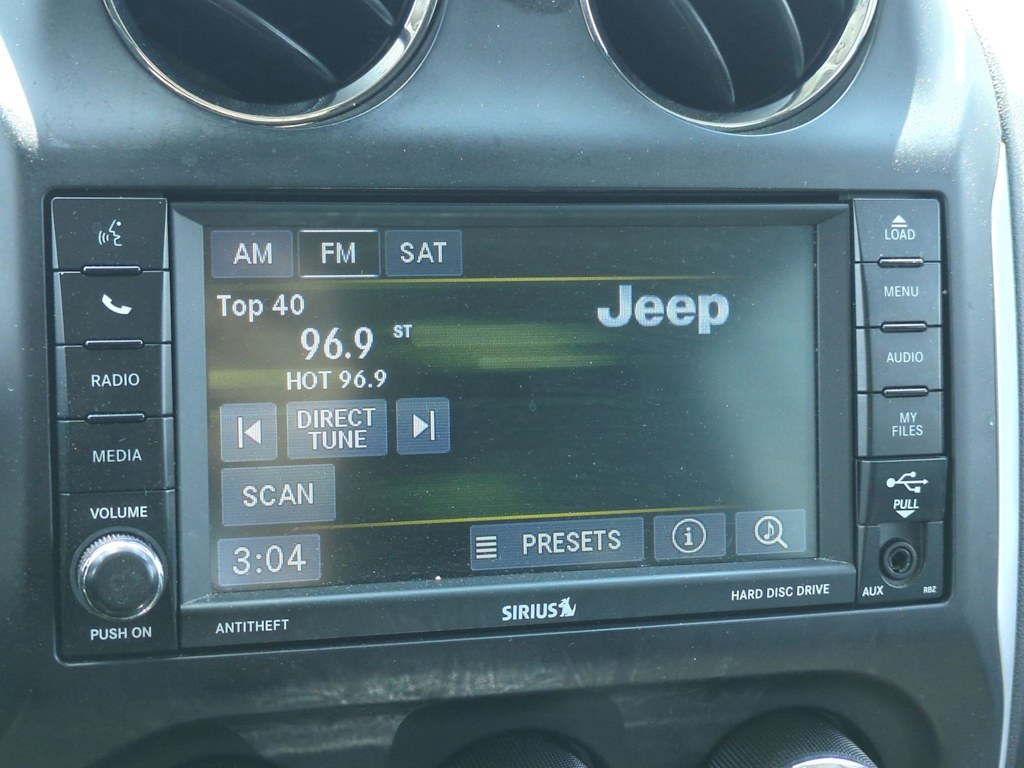 AM FM SAT
Top 40
96.9 ST
HOT 96.9
DIRECT
TUNE
SCAN
3:04 PRESETS
Jeep
RADIO
MEDIA
VOLUME
PUSH ON
LOAD
MENU
AUDIO
MY
FILES
PULL
AUX RBZ
ANTITHEFT
SIRIUS
HARD DISC DRIVE